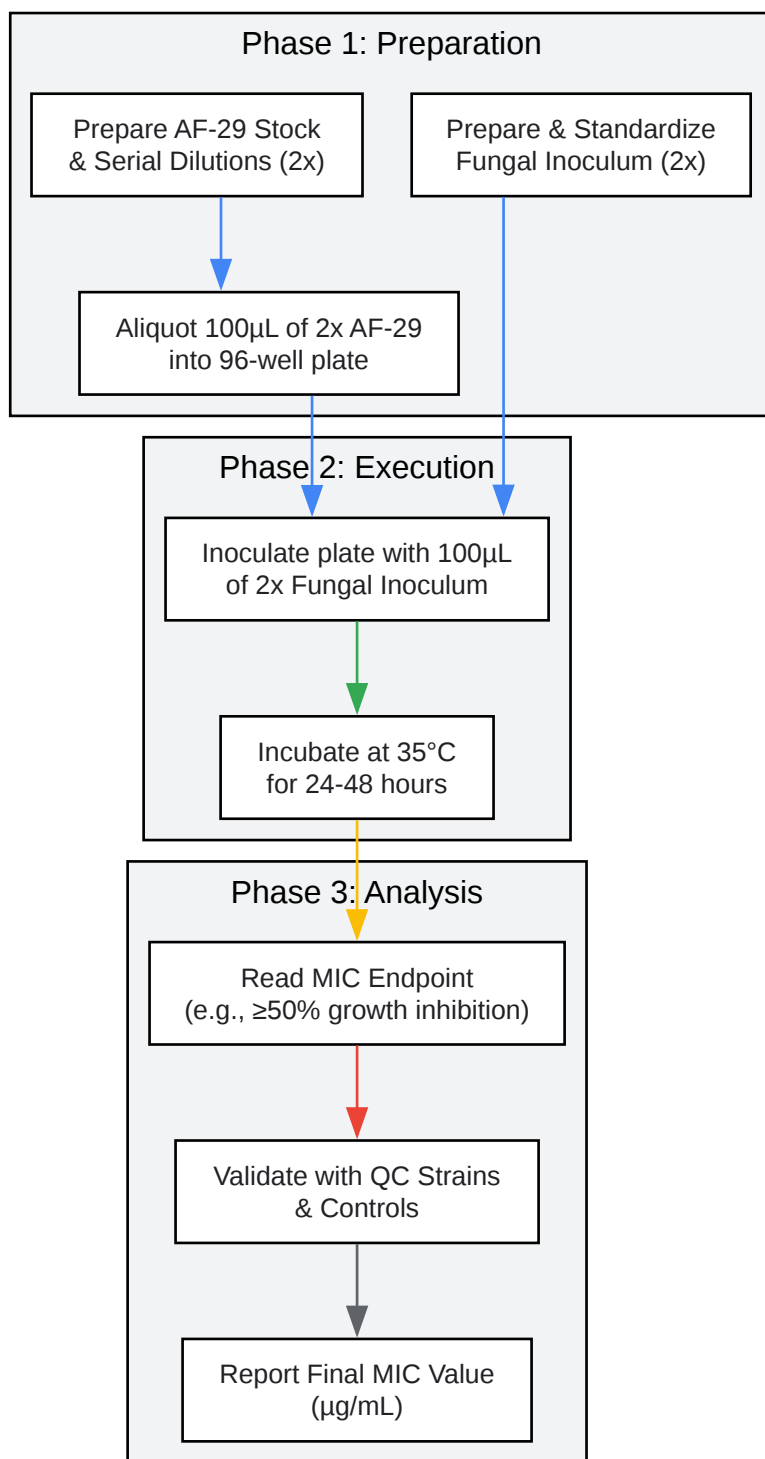 Phase 1: Preparation
Prepare AF-29 Stock
& Serial Dilutions (2x)
Prepare & Standardize
Fungal Inoculum (2x)
Aliquot 100µL of 2x AF-29
into 96-well plate
Phase 2: Execution
Inoculate plate with 100µL
of 2x Fungal Inoculum
Incubate at 35°C
for 24-48 hours
Phase 3: Analysis
Read MIC Endpoint
(e.g., ≥50% growth inhibition)
Validate with QC Strains
& Controls
Report Final MIC Value
(µg/mL)